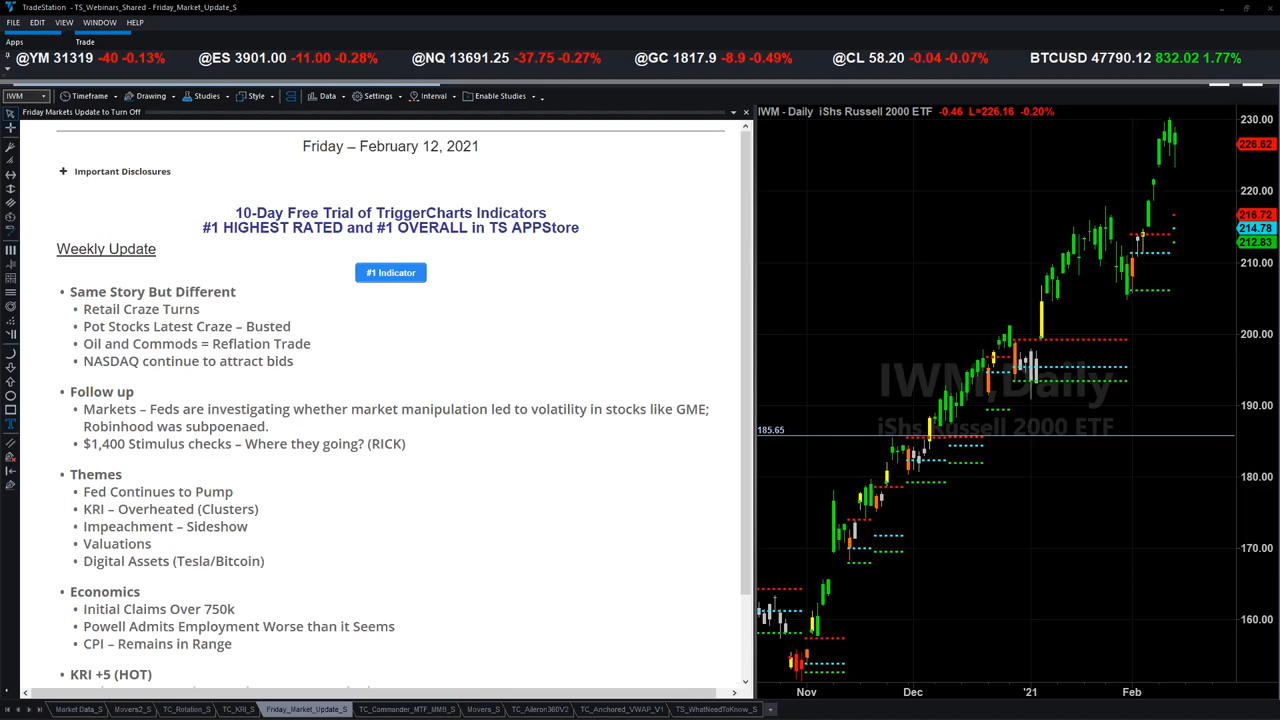 TradeStation - TS_Webinars_Shared - Friday_Market_Update_S
FILE EDIT VIEW WINDOW HELP
Apps Trade
@YM 31319 -40 -0.13% @ES 3901.00 -11.00 -0.28% @NQ 13691.25 -37.75 -0.27% @GC 1817.9 -8.9 -0.49% @CL 58.20 -0.04 -0.07% BTCUSD 47790.12 832.02 1.77%
IWM Timeframe Drawing Studies Style Data Settings Interval Enable Studies
Friday Markets Update to Turn Off
Friday – February 12, 2021
+ Important Disclosures
10-Day Free Trial of TriggerCharts Indicators
#1 HIGHEST RATED and #1 OVERALL in TS APPStore
Weekly Update
#1 Indicator
• Same Story But Different
• Retail Craze Turns
• Pot Stocks Latest Craze – Busted
• Oil and Commods = Reflation Trade
• NASDAQ continue to attract bids
• Follow up
• Markets – Feds are investigating whether market manipulation led to volatility in stocks like GME;
Robinhood was subpoenaed.
• $1,400 Stimulus checks – Where they going? (RICK)
• Themes
• Fed Continues to Pump
• KRI – Overheated (Clusters)
• Impeachment – Sideshow
• Valuations
• Digital Assets (Tesla/Bitcoin)
• Economics
• Initial Claims Over 750k
• Powell Admits Employment Worse than it Seems
• CPI – Remains in Range
• KRI +5 (HOT)
IWM - Daily iShares Russell 2000 ETF -0.46 L=226.16 -0.20%
230.00
226.62
220.00
216.72
214.78
212.83
210.00
200.00
190.00
180.00
170.00
160.00
185.65
IWM,Daily
iShs Russell 2000 ETF
Nov Dec '21 Feb
Market Data_S Movers2_S TC_Rotation_S TC_KRI_S Friday_Market_Update_S TC_Commander_MTF_MMB_S Movers_S TC_Aileron360V2 TC_Anchored_VWAP_V1 TS_WhatNeedToKnow_S +